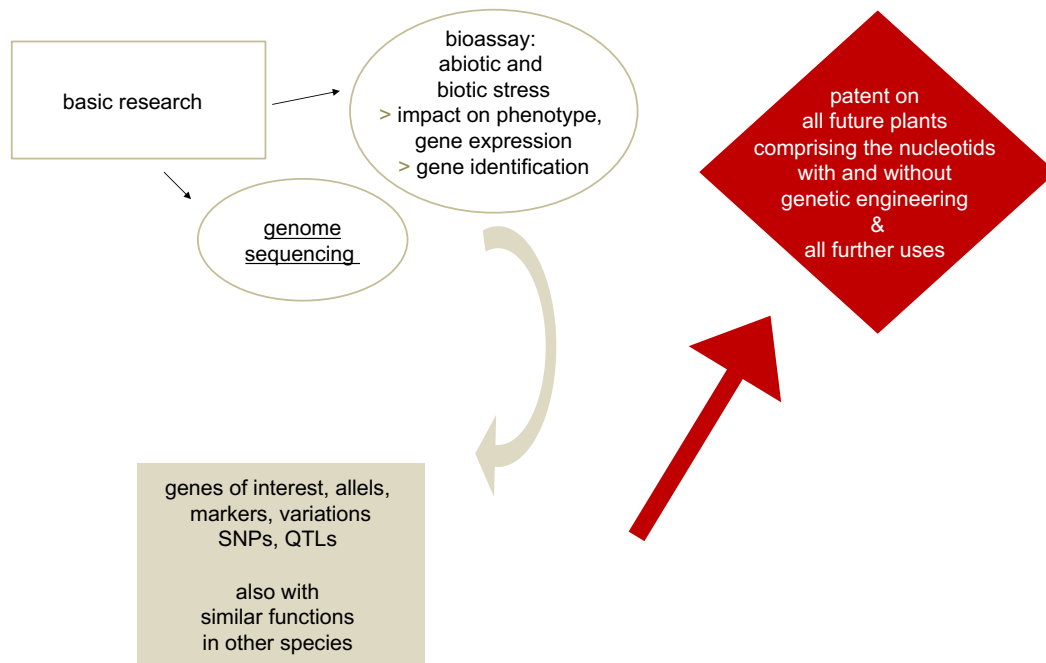 basic research
bioassay:
abiotic and
biotic stress
> impact on phenotype,
gene expression
> gene identification
genome
sequencing
patent on
all future plants
comprising the nucleotids
with and without
genetic engineering
&
all further uses
genes of interest, allels,
markers, variations
SNPs, QTLs
also with
similar functions
in other species